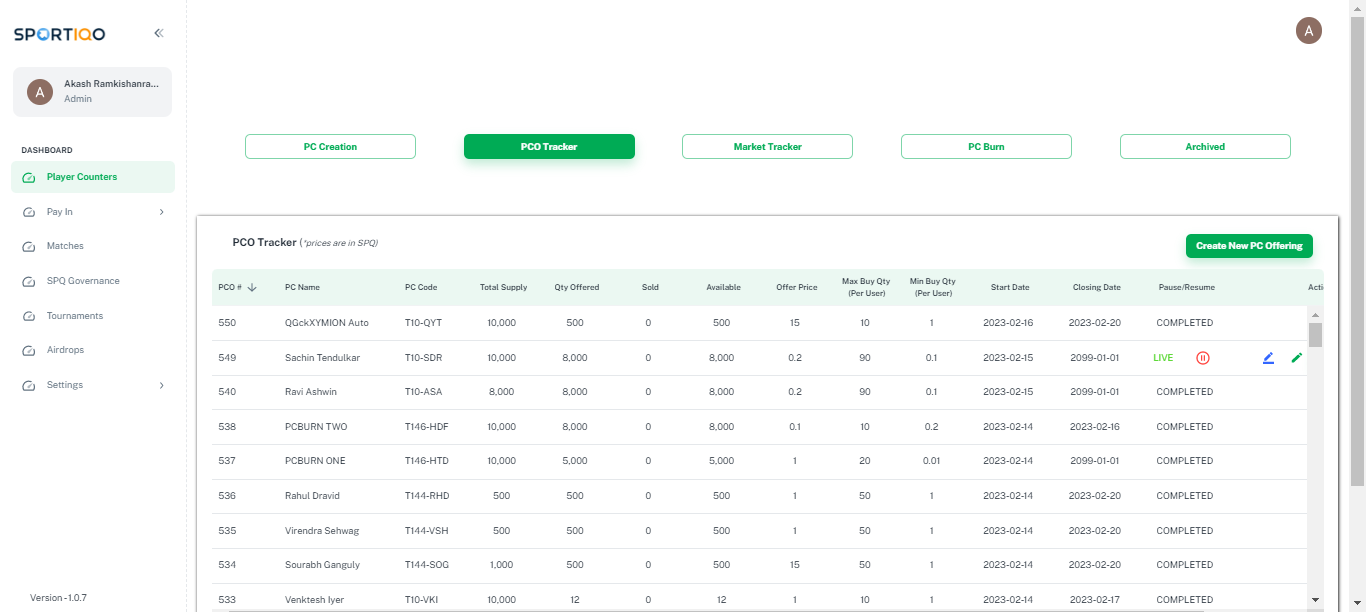 SPORTIQO
A
A
Akash Ramkishanra...
Admin
DASHBOARD
Player Counters
Pay In
Matches
SPQ Governance
Tournaments
Airdrops
Settings
Version -1.0.7
PC Creation PCO Tracker Market Tracker PC Burn Archived
PCO Tracker (*prices are in SPQ)
Create New PC Offering
PCO # PC Name PC Code Total Supply Qty Offered Sold Available Offer Price Max Buy Qty (Per User) Min Buy Qty (Per User) Start Date Closing Date Pause/Resume Acti
550 QGckXYMION Auto T10-QYT 10,000 500 0 500 15 10 1 2023-02-16 2023-02-20 COMPLETED
549 Sachin Tendulkar T10-SDR 10,000 8,000 0 8,000 0.2 90 0.1 2023-02-15 2099-01-01 LIVE
540 Ravi Ashwin T10-ASA 8,000 8,000 0 8,000 0.2 90 0.1 2023-02-15 2099-01-01 COMPLETED
538 PCBURN TWO T146-HDF 10,000 8,000 0 8,000 0.1 10 0.2 2023-02-14 2023-02-16 COMPLETED
537 PCBURN ONE T146-HTD 10,000 5,000 0 5,000 1 20 0.01 2023-02-14 2099-01-01 COMPLETED
536 Rahul Dravid T144-RHD 500 500 0 500 1 50 1 2023-02-14 2023-02-20 COMPLETED
535 Virendra Sehwag T144-VSH 500 500 0 500 1 50 1 2023-02-14 2023-02-20 COMPLETED
534 Sourabh Ganguly T144-SOG 1,000 500 0 500 15 50 1 2023-02-14 2023-02-20 COMPLETED
533 Venktesh Iyer T10-VKI 10,000 12 0 12 1 10 1 2023-02-14 2023-02-17 COMPLETED